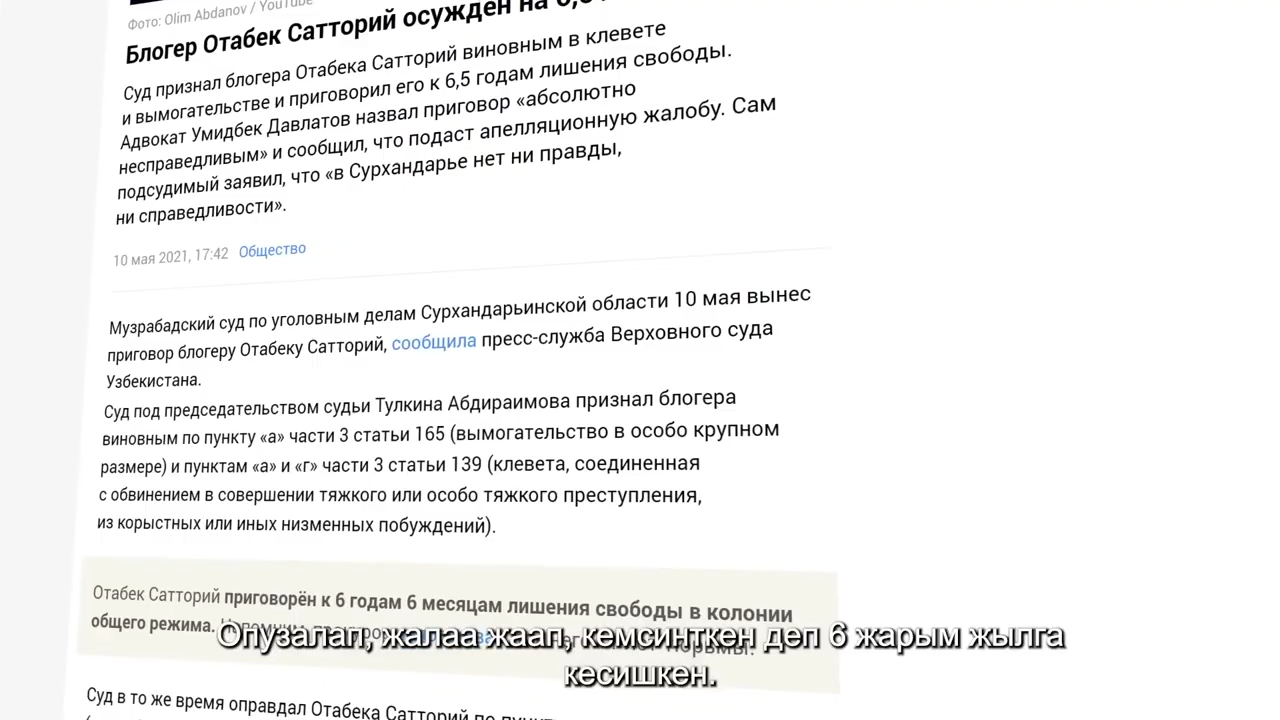 Фото: Olim Abdanov / YouTube
Блогер Отабек Сатторий осужден на
Суд признал блогера Отабека Сатторий виновным в клевете
и вымогательстве и приговорил его к 6,5 годам лишения свободы.
Адвокат Умидбек Давлатов назвал приговор «абсолютно
несправедливым» и сообщил, что подаст апелляционную жалобу. Сам
подсудимый заявил, что «в Сурхандарье нет ни правды,
ни справедливости».
10 мая 2021, 17:42 Общество
Музрабадский суд по уголовным делам Сурхандарьинской области 10 мая вынес
приговор блогеру Отабеку Сатторий, сообщила пресс-служба Верховного суда
Узбекистана.
Суд под председательством судьи Тулкина Абдираимова признал блогера
виновным по пункту «а» части 3 статьи 165 (вымогательство в особо крупном
размере) и пунктам «а» и «г» части 3 статьи 139 (клевета, соединенная
с обвинением в совершении тяжкого или особо тяжкого преступления,
из корыстных или иных низменных побуждений).
Отабек Сатторий приговорён к 6 годам 6 месяцам лишения свободы в колонии
общего режима.
Опузалап, жалаа жаап, кемсинткен деп 6 жарым жылга
кесишкен.
Суд в то же время оправдал Отабека Сатторий по